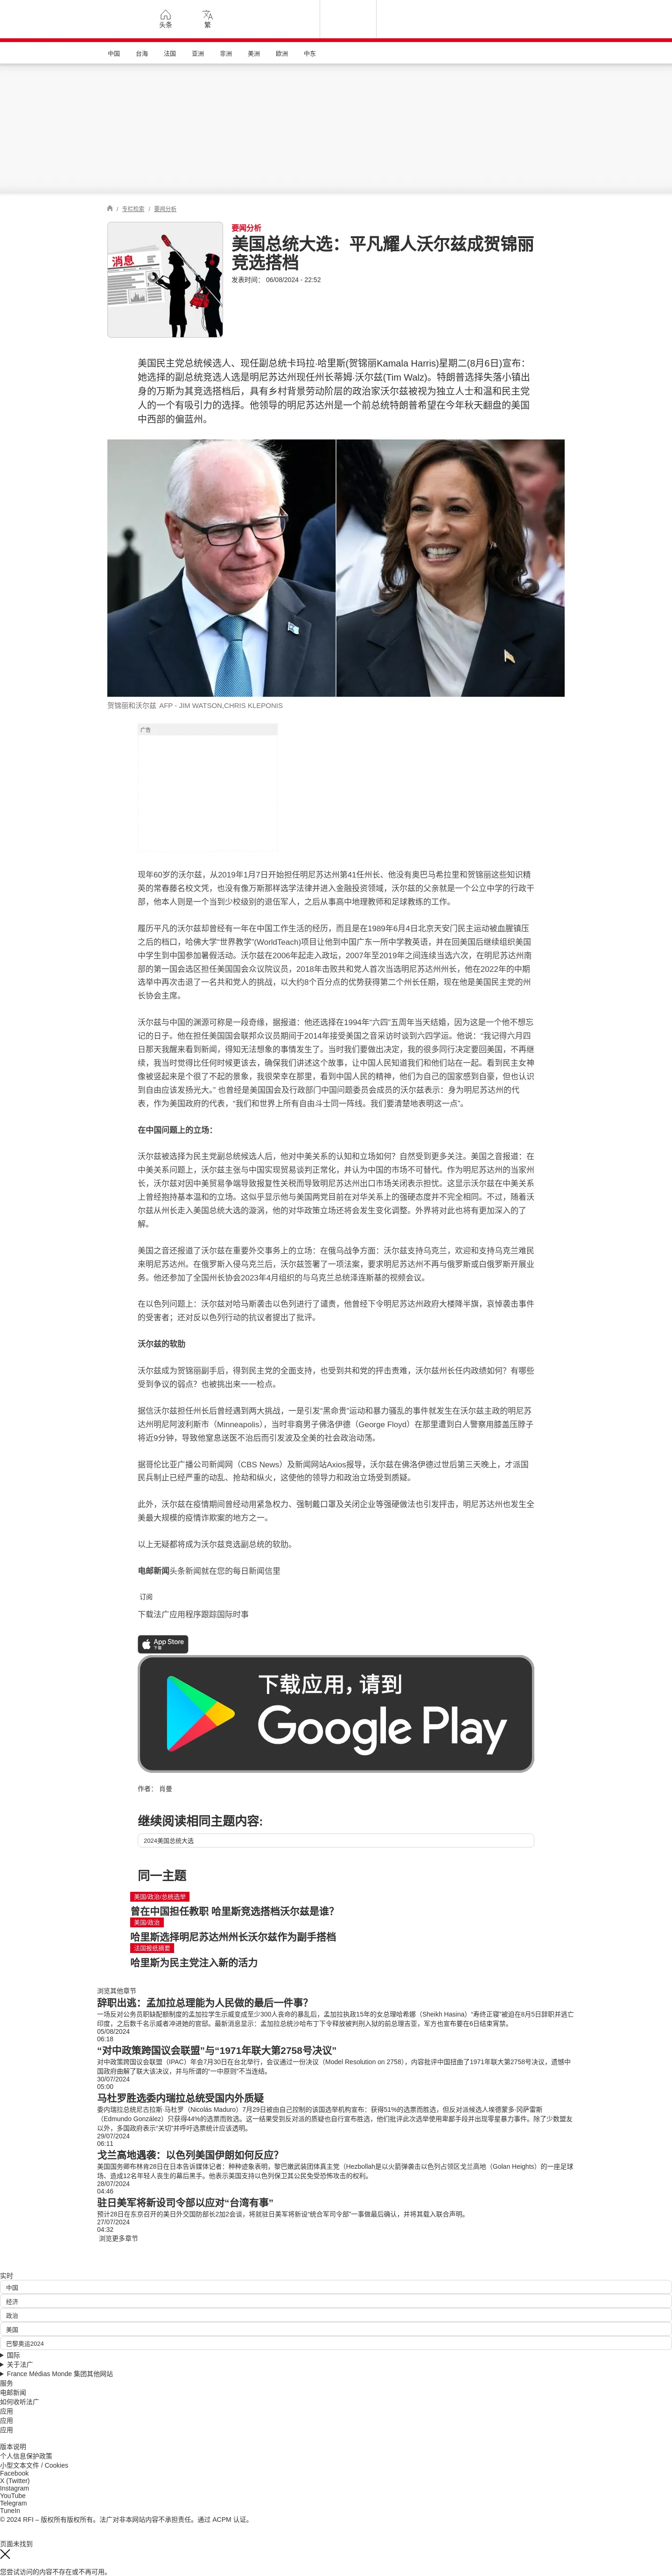 头条
繁
中国
台海
法国
亚洲
非洲
美洲
欧洲
中东
/ 专栏检索 / 要闻分析
消息
要闻分析
美国总统大选：平凡耀人沃尔兹成贺锦丽
竞选搭档
发表时间： 06/08/2024 - 22:52
美国民主党总统候选人、现任副总统卡玛拉·哈里斯(贺锦丽Kamala Harris)星期二(8月6日)宣布：
她选择的副总统竞选人选是明尼苏达州现任州长蒂姆·沃尔兹(Tim Walz)。特朗普选择失落小镇出
身的万斯为其竞选搭档后，具有乡村背景劳动阶层的政治家沃尔兹被视为独立人士和温和民主党
人的一个有吸引力的选择。他领导的明尼苏达州是一个前总统特朗普希望在今年秋天翻盘的美国
中西部的偏蓝州。
贺锦丽和沃尔兹 AFP - JIM WATSON,CHRIS KLEPONIS
广告
现年60岁的沃尔兹，从2019年1月7日开始担任明尼苏达州第41任州长、他没有奥巴马希拉里和贺锦丽这些知识精
英的常春藤名校文凭，也没有像万斯那样选学法律并进入金融投资领域，沃尔兹的父亲就是一个公立中学的行政干
部，他本人则是一个当到少校级别的退伍军人，之后从事高中地理教师和足球教练的工作。
履历平凡的沃尔兹却曾经有一年在中国工作生活的经历，而且是在1989年6月4日北京天安门民主运动被血腥镇压
之后的档口，哈佛大学“世界教学”(WorldTeach)项目让他到中国广东一所中学教英语，并在回美国后继续组织美国
中学生到中国参加暑假活动。沃尔兹在2006年起走入政坛，2007年至2019年之间连续当选六次，在明尼苏达州南
部的第一国会选区担任美国国会众议院议员，2018年击败共和党人首次当选明尼苏达州州长，他在2022年的中期
选举中再次击退了一名共和党人的挑战，以大约8个百分点的优势获得第二个州长任期，现在他是美国民主党的州
长协会主席。
沃尔兹与中国的渊源可称是一段奇缘，据报道：他还选择在1994年“六四”五周年当天结婚，因为这是一个他不想忘
记的日子。他在担任美国国会联邦众议员期间于2014年接受美国之音采访时谈到六四学运。他说：“我记得六月四
日那天我醒来看到新闻，得知无法想象的事情发生了。当时我们要做出决定，我的很多同行决定要回美国，不再继
续，我当时觉得比任何时候更该去，确保我们讲述这个故事，让中国人民知道我们和他们站在一起。看到民主女神
像被竖起来是个很了不起的景象，我很荣幸在那里，看到中国人民的精神，他们为自己的国家感到自豪，但也认识
到自由应该发扬光大。” 也曾经是美国国会及行政部门中国问题委员会成员的沃尔兹表示：身为明尼苏达州的代
表，作为美国政府的代表，“我们和世界上所有自由斗士同一阵线。我们要清楚地表明这一点”。
在中国问题上的立场：
沃尔兹被选择为民主党副总统候选人后，他对中美关系的认知和立场如何？自然受到更多关注。美国之音报道：在
中美关系问题上，沃尔兹主张与中国实现贸易谈判正常化，并认为中国的市场不可替代。作为明尼苏达州的当家州
长，沃尔兹对因中美贸易争端导致报复性关税而导致明尼苏达州出口市场关闭表示担忧。这显示沃尔兹在中美关系
上曾经抱持基本温和的立场。这似乎显示他与美国两党目前在对华关系上的强硬态度并不完全相同。不过，随着沃
尔兹从州长走入美国总统大选的漩涡，他的对华政策立场还将会发生变化调整。外界将对此也将有更加深入的了
解。
美国之音还报道了沃尔兹在重要外交事务上的立场：在俄乌战争方面：沃尔兹支持乌克兰，欢迎和支持乌克兰难民
来明尼苏达州。在俄罗斯入侵乌克兰后，沃尔兹签署了一项法案，要求明尼苏达州不再与俄罗斯或白俄罗斯开展业
务。他还参加了全国州长协会2023年4月组织的与乌克兰总统泽连斯基的视频会议。
在以色列问题上：沃尔兹对哈马斯袭击以色列进行了谴责，他曾经下令明尼苏达州政府大楼降半旗，哀悼袭击事件
的受害者；还对反以色列行动的抗议者提出了批评。
沃尔兹的软肋
沃尔兹成为贺锦丽副手后，得到民主党的全面支持，也受到共和党的抨击责难，沃尔兹州长任内政绩如何？有哪些
受到争议的弱点？也被挑出来一一检点。
据信沃尔兹担任州长后曾经遇到两大挑战，一是引发“黑命贵”运动和暴力骚乱的事件就发生在沃尔兹主政的明尼苏
达州明尼阿波利斯市（Minneapolis），当时非裔男子佛洛伊德（George Floyd）在那里遭到白人警察用膝盖压脖子
将近9分钟，导致他窒息送医不治后而引发波及全美的社会政治动荡。
据哥伦比亚广播公司新闻网（CBS News）及新闻网站Axios报导，沃尔兹在佛洛伊德过世后第三天晚上，才派国
民兵制止已经严重的动乱、抢劫和纵火，这使他的领导力和政治立场受到质疑。
此外，沃尔兹在疫情期间曾经动用紧急权力、强制戴口罩及关闭企业等强硬做法也引发抨击，明尼苏达州也发生全
美最大规模的疫情诈欺案的地方之一。
以上无疑都将成为沃尔兹竞选副总统的软肋。
电邮新闻头条新闻就在您的每日新闻信里
订阅
下载法广应用程序跟踪国际时事
App Store
下载
下载应用，请到
Google Play
作者： 肖曼
继续阅读相同主题内容:
2024美国总统大选
同一主题
美国/政治/总统选举
曾在中国担任教职 哈里斯竞选搭档沃尔兹是谁?
美国/政治
哈里斯选择明尼苏达州州长沃尔兹作为副手搭档
法国报纸摘要
哈里斯为民主党注入新的活力
浏览其他章节
辞职出逃：孟加拉总理能为人民做的最后一件事?
一场反对公务员职缺配额制度的孟加拉学生示威变成至少300人丧命的暴乱后，孟加拉执政15年的女总理哈希娜（Sheikh Hasina）“寿终正寝”被迫在8月5日辞职并逃亡
印度，之后数千名示威者冲进她的官邸。最新消息显示：孟加拉总统沙哈布丁下令释放被判刑入狱的前总理吉亚，军方也宣布要在6日结束宵禁。
05/08/2024
06:18
“对中政策跨国议会联盟”与“1971年联大第2758号决议”
对中政策跨国议会联盟（IPAC）年会7月30日在台北举行，会议通过一份决议（Model Resolution on 2758），内容批评中国扭曲了1971年联大第2758号决议，遗憾中
国政府曲解了联大该决议，并与所谓的“一中原则”不当连结。
30/07/2024
05:00
马杜罗胜选委内瑞拉总统受国内外质疑
委内瑞拉总统尼古拉斯·马杜罗（Nicolás Maduro）7月29日被由自己控制的该国选举机构宣布：获得51%的选票而胜选，但反对派候选人埃德蒙多·冈萨雷斯
（Edmundo González）只获得44%的选票而败选。这一结果受到反对派的质疑也自行宣布胜选，他们批评此次选举使用卑鄙手段并出现零星暴力事件。除了少数盟友
以外，多国政府表示“关切”并呼吁选票统计应该透明。
29/07/2024
06:11
戈兰高地遇袭：以色列美国伊朗如何反应?
美国国务卿布林肯28日在日本告诉媒体记者：种种迹象表明，黎巴嫩武装团体真主党（Hezbollah是以火箭弹袭击以色列占领区戈兰高地（Golan Heights）的一座足球
场、造成12名年轻人丧生的幕后黑手。他表示美国支持以色列保卫其公民免受恐怖攻击的权利。
28/07/2024
04:46
驻日美军将新设司令部以应对“台湾有事”
预计28日在东京召开的美日外交国防部长2加2会谈，将就驻日美军将新设“统合军司令部”一事做最后确认，并将其载入联合声明。
27/07/2024
04:32
浏览更多章节
实时
中国
经济
政治
美国
巴黎奥运2024
▶ 国际
▶ 关于法广
▶ France Médias Monde 集团其他网站
服务
电邮新闻
如何收听法广
应用
应用
应用
版本说明
个人信息保护政策
小型文本文件 / Cookies
Facebook
X (Twitter)
Instagram
YouTube
Telegram
TuneIn
© 2024 RFI – 版权所有版权所有。法广对非本网站内容不承担责任。通过 ACPM 认证。
页面未找到
您尝试访问的内容不存在或不再可用。